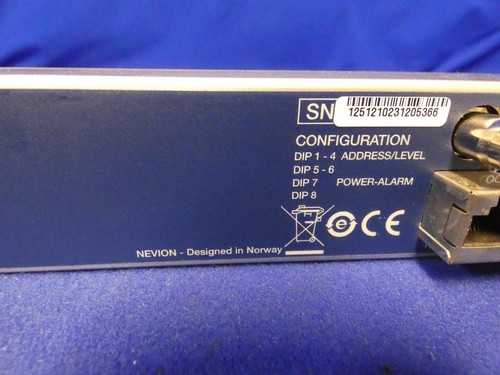 SN
1251210231205366
CONFIGURATION
DIP 1 - 4 ADDRESS/LEVEL
DIP 5 - 6
DIP 7 POWER-ALARM
DIP 8
e CE
NEVION - Designed in Norway